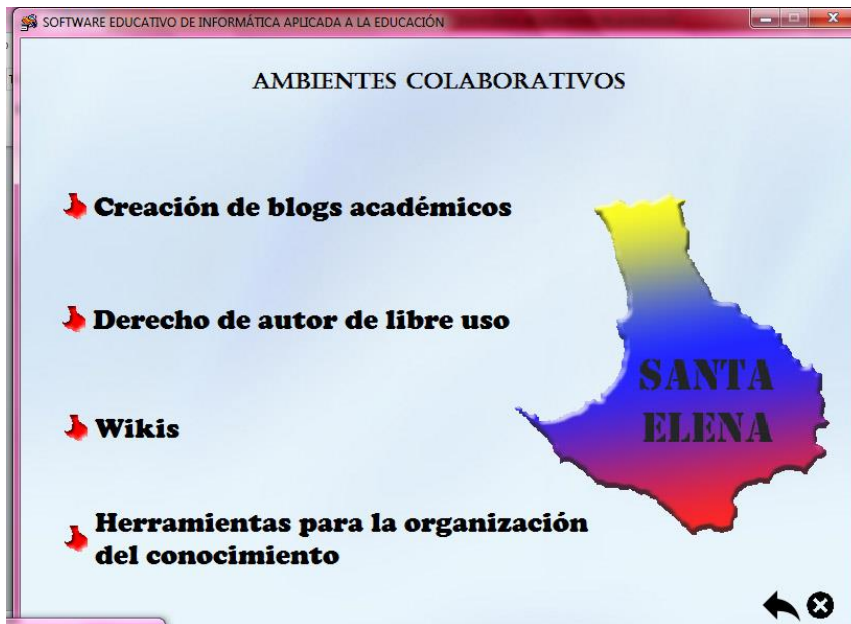 SOFTWARE EDUCATIVO DE INFORMÁTICA APLICADA A LA EDUCACIÓN
AMBIENTES COLABORATIVOS
Creación de blogs académicos
Derecho de autor de libre uso
Wikis
Herramientas para la organización
del conocimiento
SANTA
ELENA